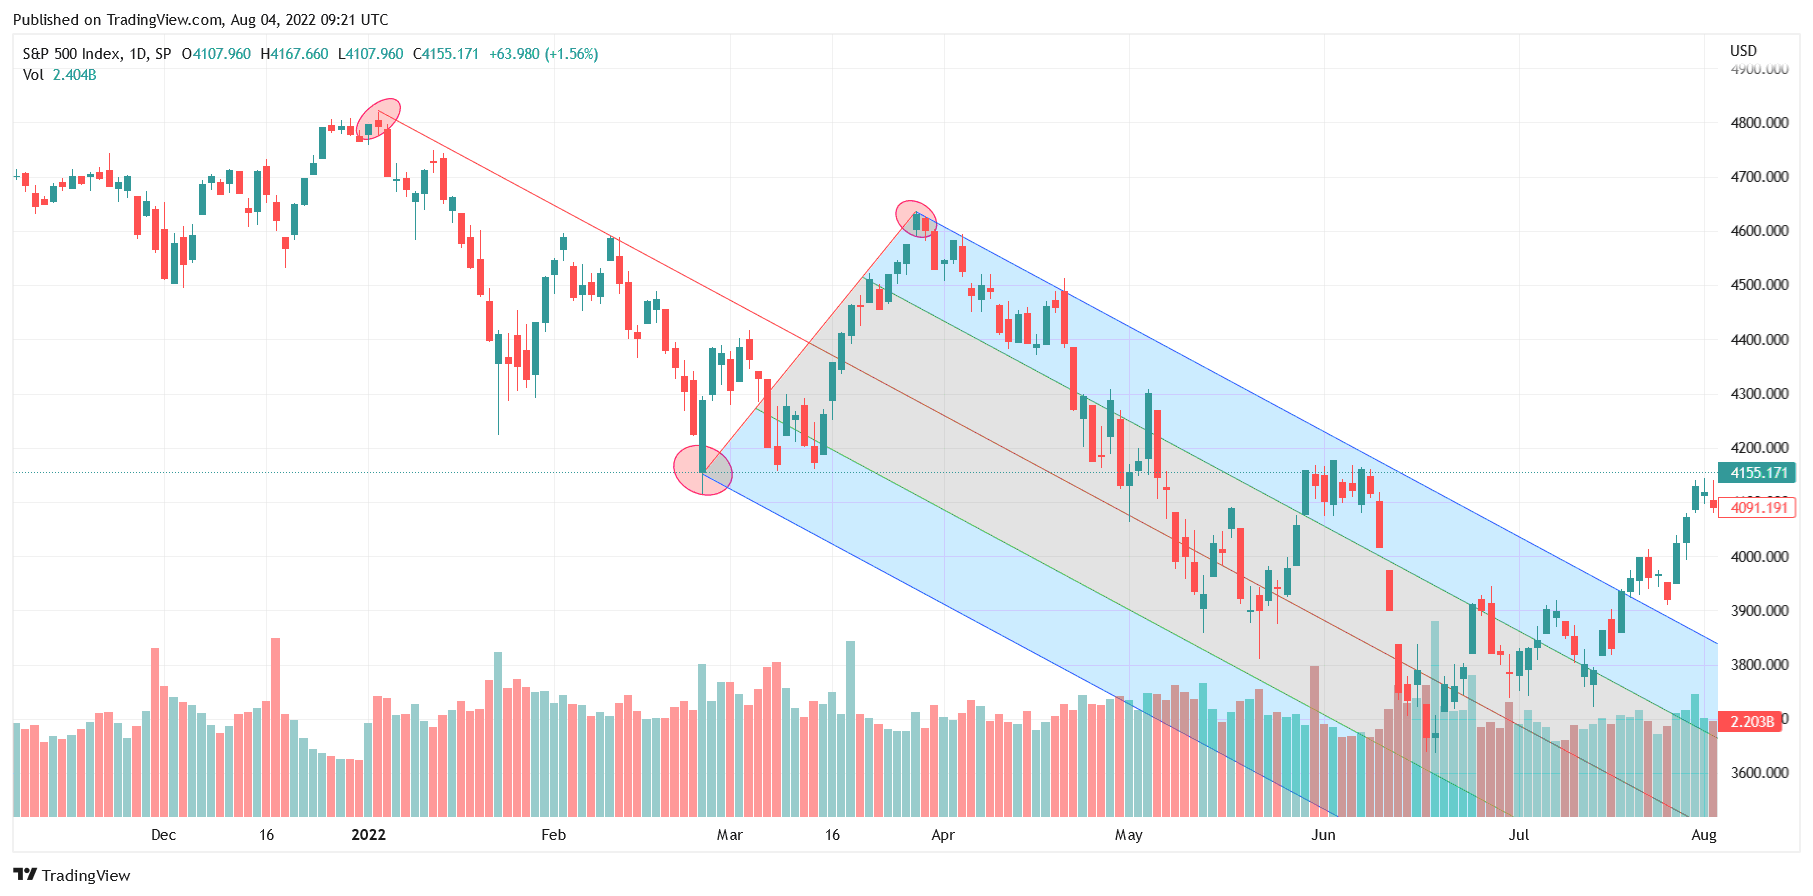 Published on TradingView.com, Aug 04, 2022 09:21 UTC
S&P 500 Index, 1D, SP O4107.960 H4167.660 L4107.960 C4155.171 +63.980 (+1.56%)
Vol 2.404B
USD
4900.000
4800.000
4700.000
4600.000
4500.000
4400.000
4300.000
4200.000
4155.171
4091.191
4000.000
3900.000
3800.000
2.203B
3600.000
Dec 16 2022 Feb Mar 16 Apr May Jun Jul Aug
TradingView